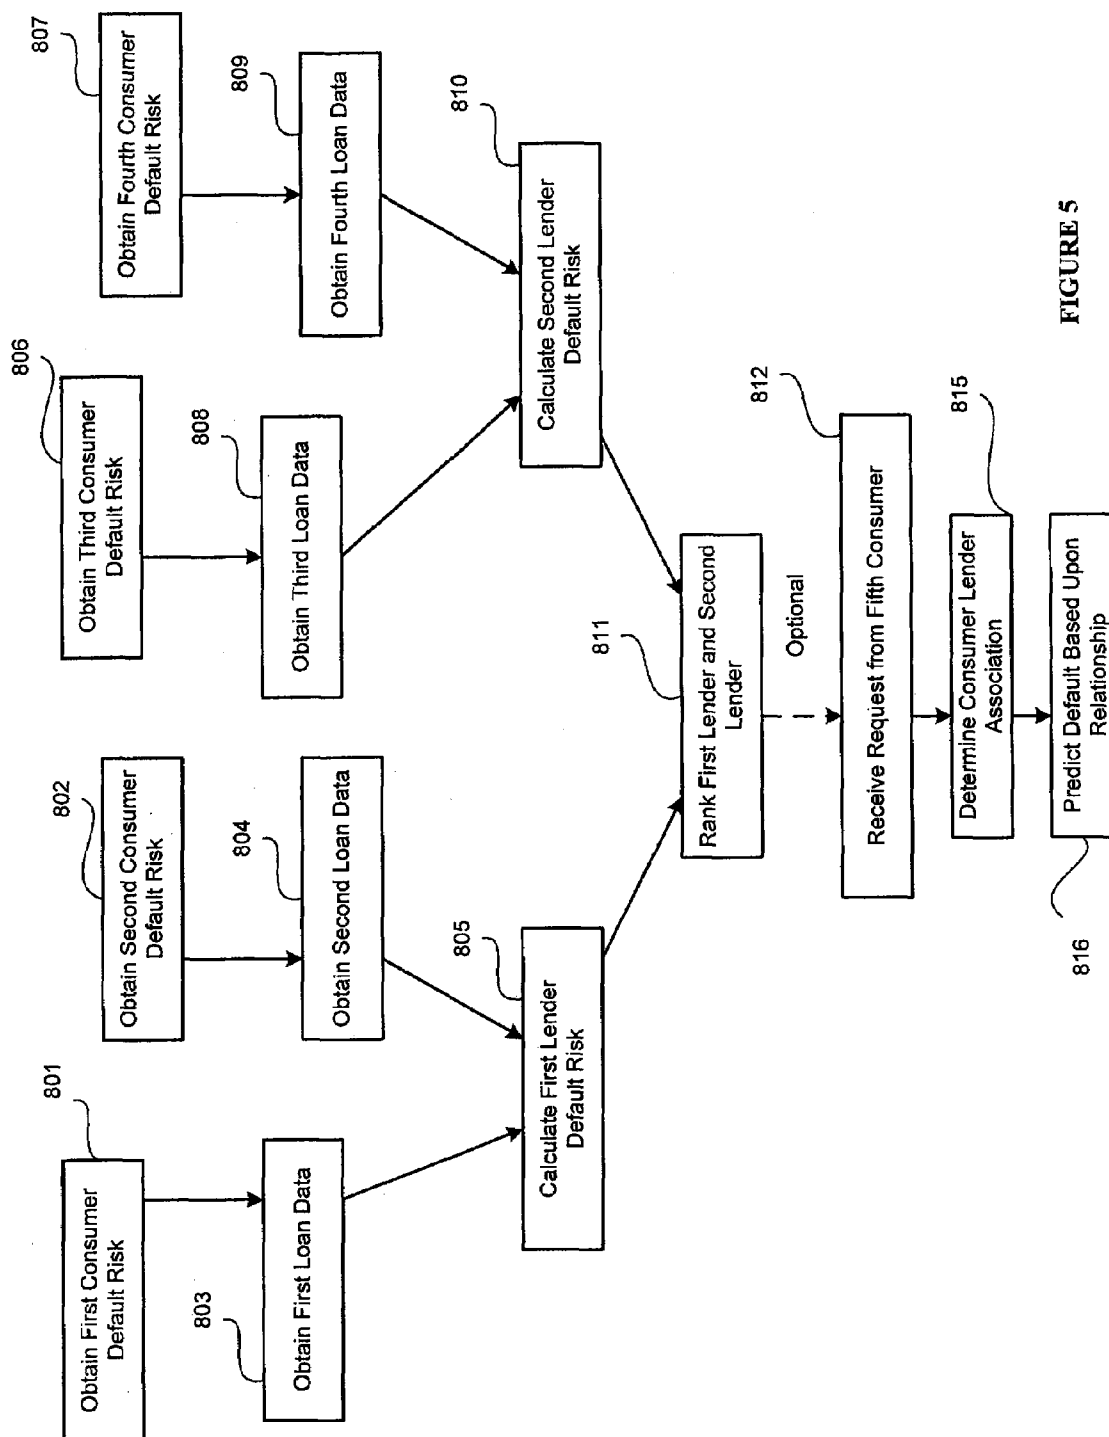 801
Obtain First Consumer
Default Risk
802
Obtain Second Consumer
Default Risk
806
Obtain Third Consumer
Default Risk
807
Obtain Fourth Consumer
Default Risk
803
Obtain First Loan Data
804
Obtain Second Loan Data
808
Obtain Third Loan Data
809
Obtain Fourth Loan Data
805
Calculate First Lender
Default Risk
810
Calculate Second Lender
Default Risk
811
Rank First Lender and Second
Lender
Optional
812
Receive Request from Fifth Consumer
815
Determine Consumer Lender
Association
816
Predict Default Based Upon
Relationship
FIGURE 5